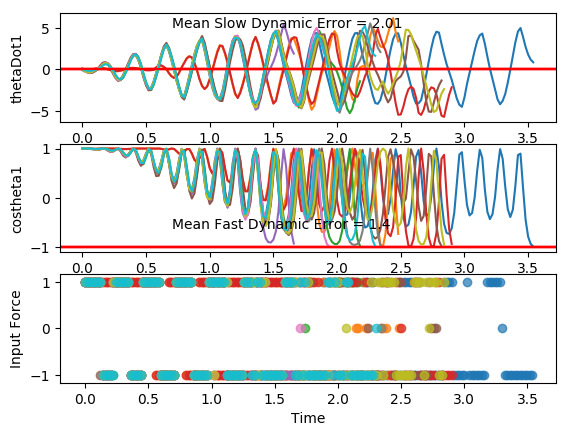 Mean Slow Dynamic Error = 2.01
5
0
−5
thetaDot1
0.0 0.5 1.0 1.5 2.0 2.5 3.0 3.5
1
0
−1
costheta1
Mean Fast Dynamic Error = 1.4
0.0 0.5 1.0 1.5 2.0 2.5 3.0 3.5
1
0
−1
Input Force
0.0 0.5 1.0 1.5 2.0 2.5 3.0 3.5
Time